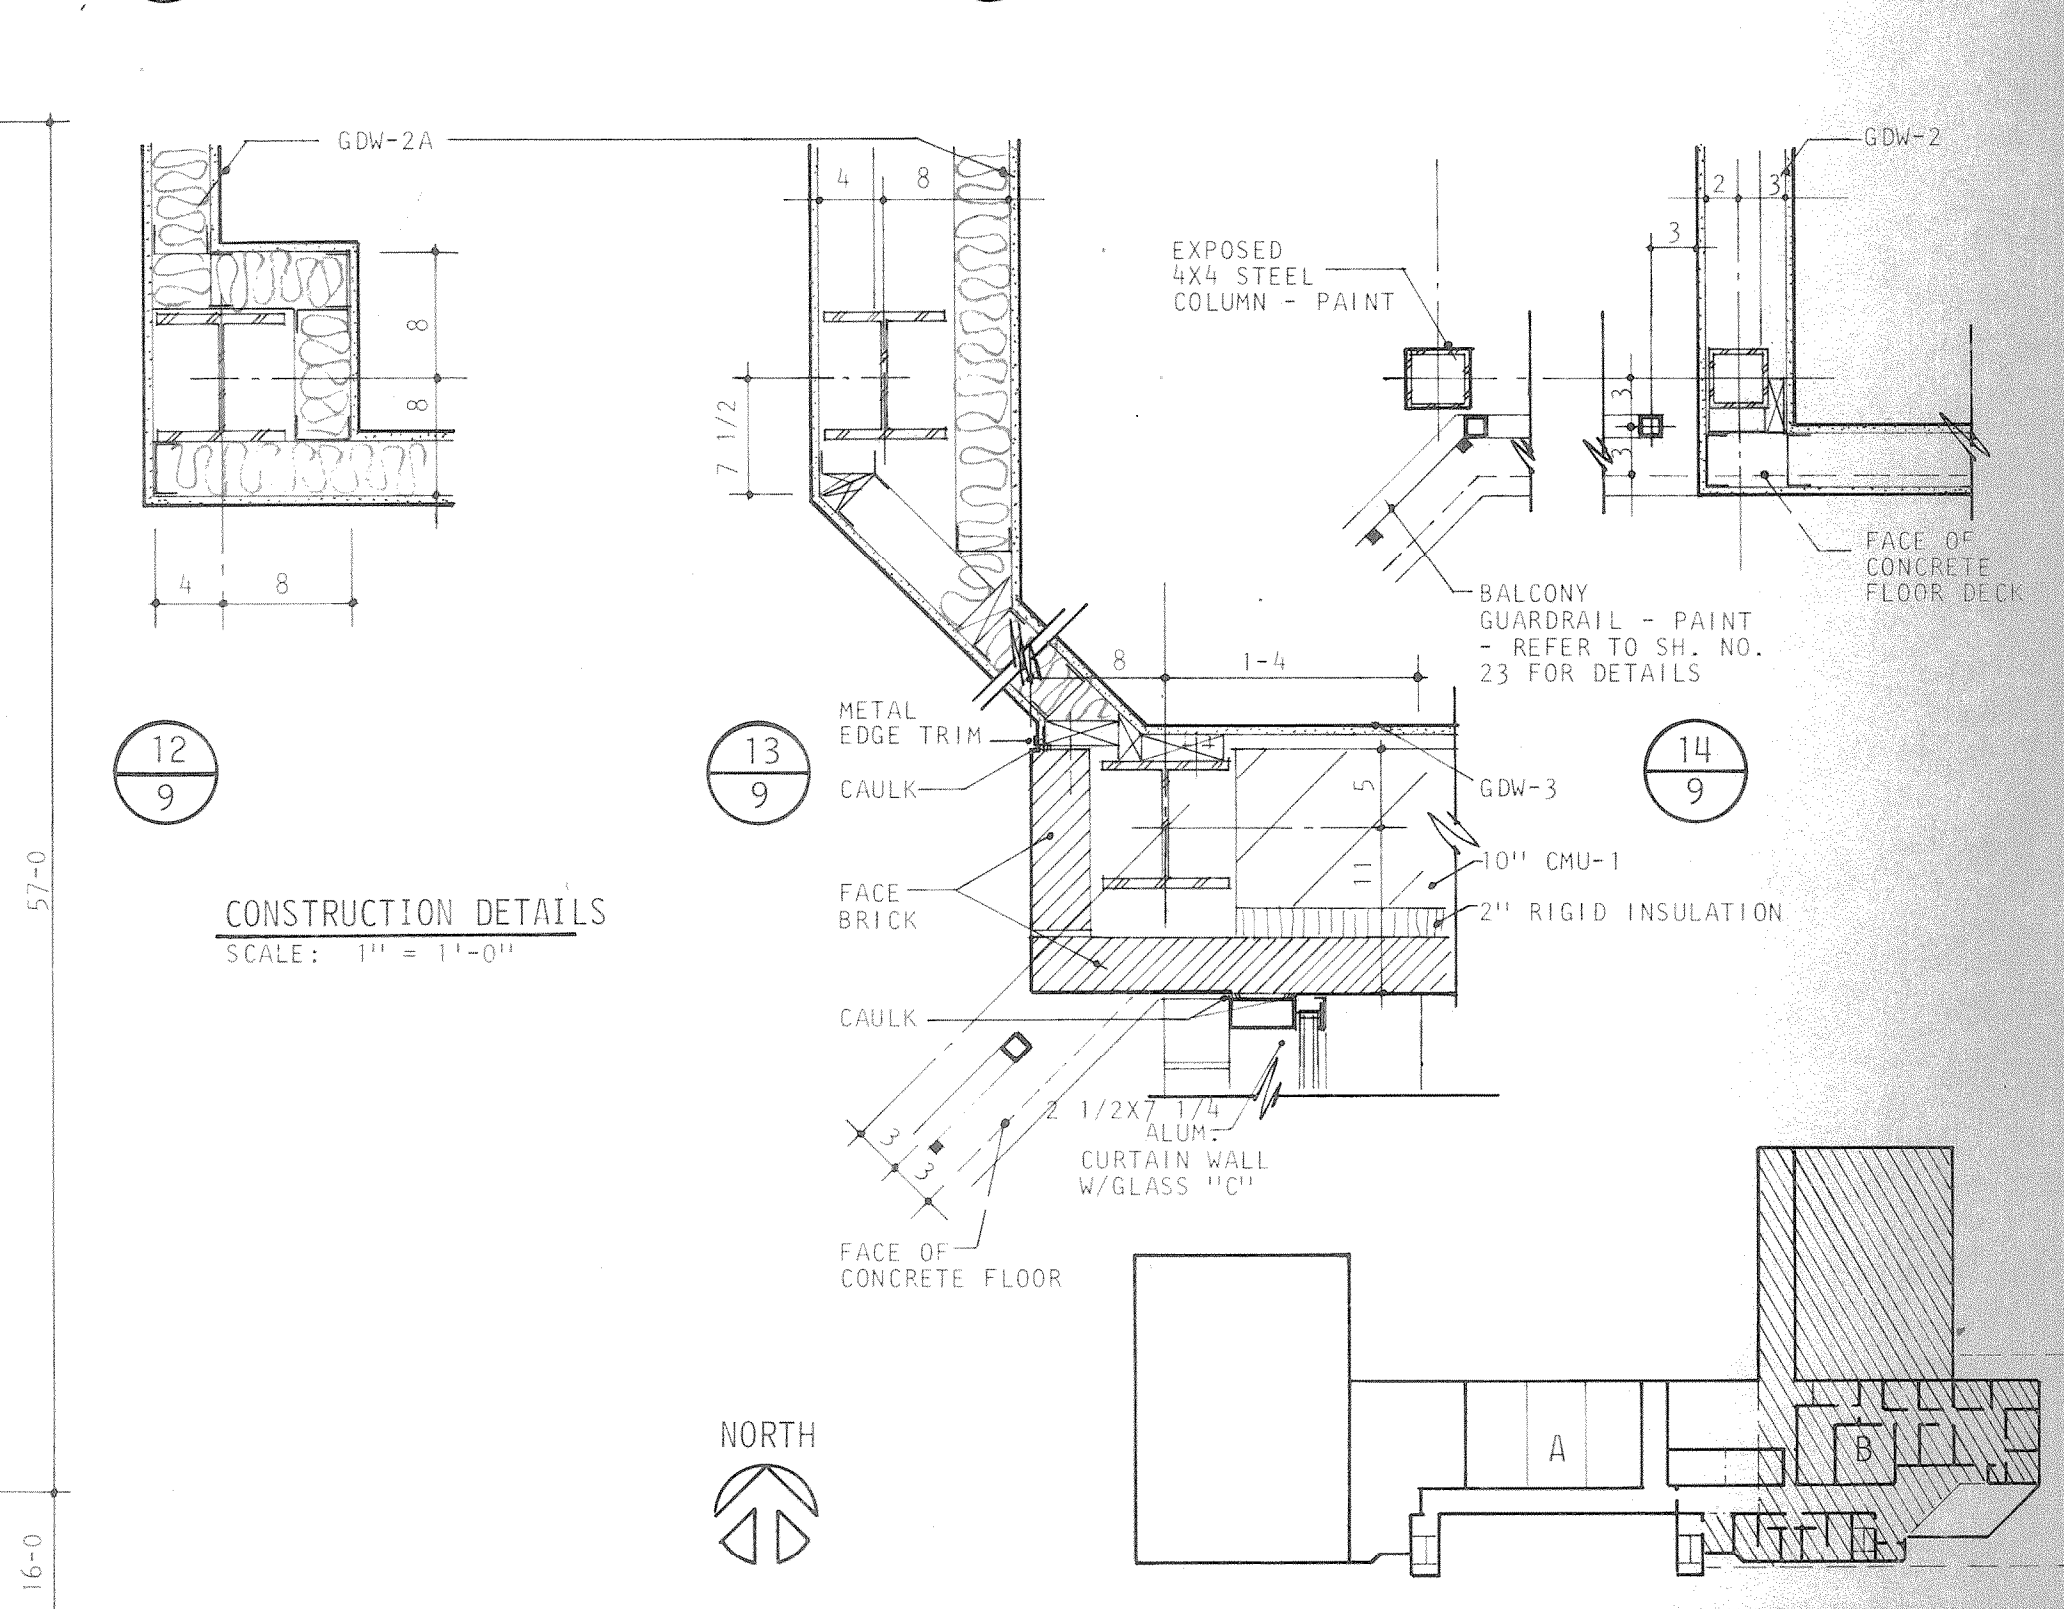 GDW-2A
4
8
8
8
4 8
7 1/2
EXPOSED
4X4 STEEL
COLUMN - PAINT
GDW-2
2 3
3
3
3
FACE OF
CONCRETE
FLOOR DECK
BALCONY
GUARDRAIL - PAINT
- REFER TO SH. NO.
23 FOR DETAILS
8 1-4
METAL
EDGE TRIM
CAULK
12
9
13
9
14
9
GDW-3
5
11
10" CMU-1
2" RIGID INSULATION
FACE
BRICK
57-0
CONSTRUCTION DETAILS
SCALE: 1" = 1'-0"
CAULK
2 1/2X7 1/4
ALUM.
CURTAIN WALL
W/GLASS "C"
3
3
FACE OF
CONCRETE FLOOR
NORTH
A
B
16-0